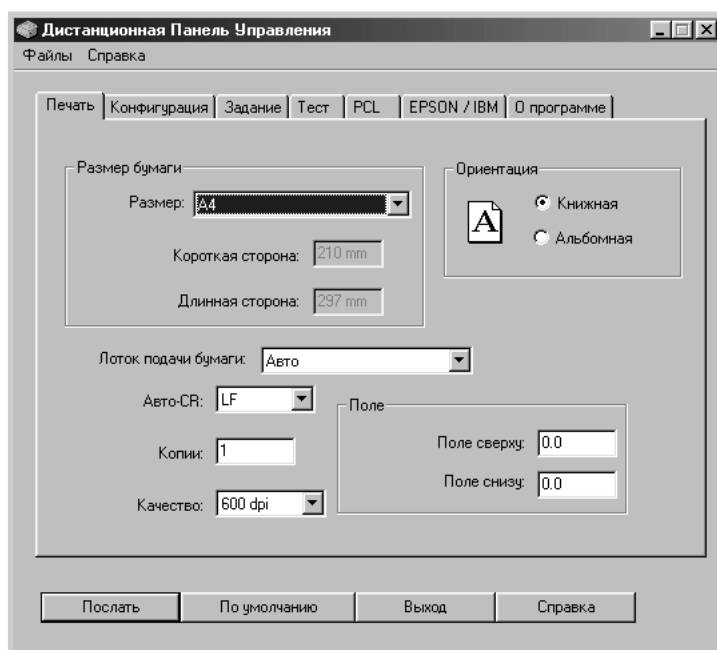 Дистанционная Панель Управления
Файлы Справка
Печать Конфигурация Задание Тест PCL EPSON / IBM О программе
Размер бумаги
Размер: A4
Короткая сторона: 210 mm
Длинная сторона: 297 mm
Ориентация
A
Книжная
Альбомная
Лоток подачи бумаги: Авто
Авто-CR: LF
Копии: 1
Качество: 600 dpi
Поле
Поле сверху: 0.0
Поле снизу: 0.0
Послать По умолчанию Выход Справка